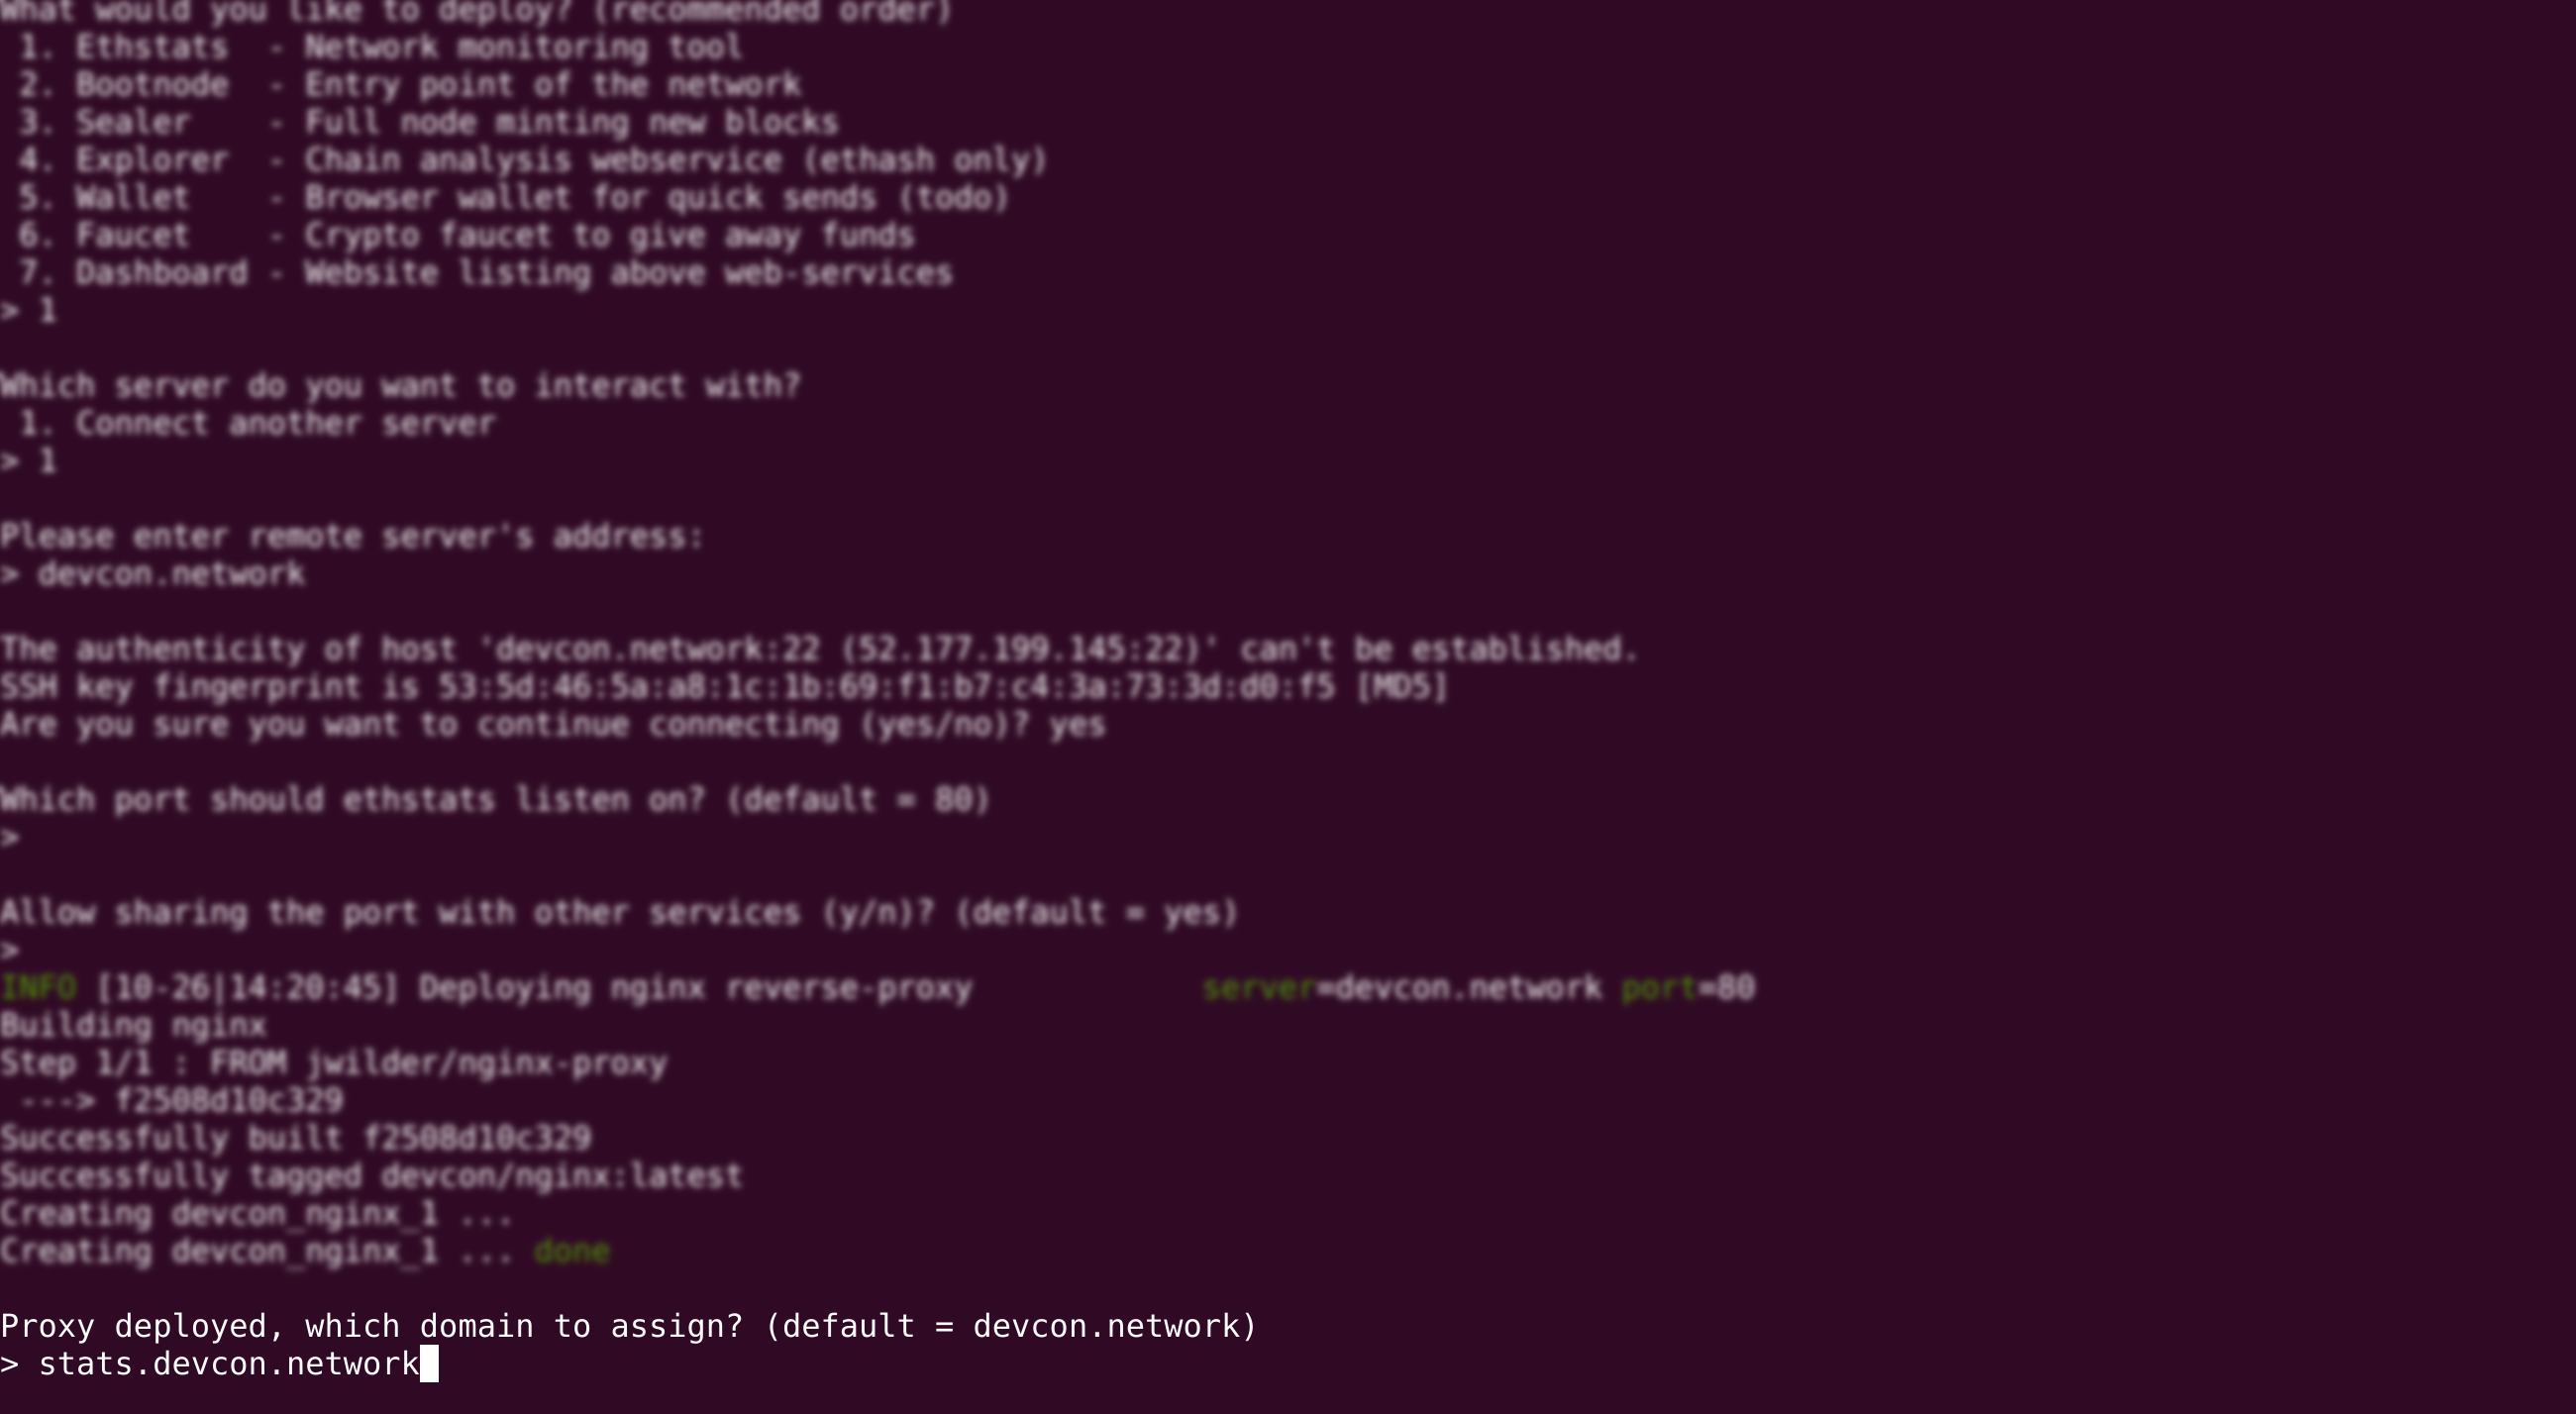 What would you like to deploy? (recommended order)
 1. Ethstats  - Network monitoring tool
 2. Bootnode  - Entry point of the network
 3. Sealer    - Full node minting new blocks
 4. Explorer  - Chain analysis webservice (ethash only)
 5. Wallet    - Browser wallet for quick sends (todo)
 6. Faucet    - Crypto faucet to give away funds
 7. Dashboard - Website listing above web-services
> 1
Which server do you want to interact with?
 1. Connect another server
> 1
Please enter remote server's address:
> devcon.network
The authenticity of host 'devcon.network:22 (52.177.199.145:22)' can't be established.
SSH key fingerprint is 53:5d:46:5a:a8:1c:1b:69:f1:b7:c4:3a:73:3d:d0:f5 [MD5]
Are you sure you want to continue connecting (yes/no)? yes
Which port should ethstats listen on? (default = 80)
>
Allow sharing the port with other services (y/n)? (default = yes)
>
INFO [10-26|14:20:45] Deploying nginx reverse-proxy            server=devcon.network port=80
Building nginx
Step 1/1 : FROM jwilder/nginx-proxy
 ---> f2508d10c329
Successfully built f2508d10c329
Successfully tagged devcon/nginx:latest
Creating devcon_nginx_1 ...
Creating devcon_nginx_1 ... done
Proxy deployed, which domain to assign? (default = devcon.network)
> stats.devcon.network